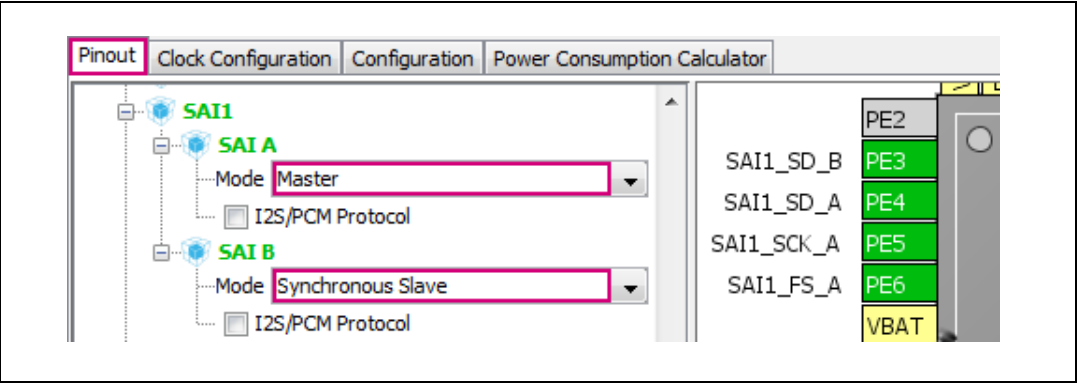 Pinout Clock Configuration Configuration Power Consumption Calculator
SAI1
SAI A
Mode Master
I2S/PCM Protocol
SAI B
Mode Synchronous Slave
I2S/PCM Protocol
PE2
SAI1_SD_B PE3
SAI1_SD_A PE4
SAI1_SCK_A PE5
SAI1_FS_A PE6
VBAT